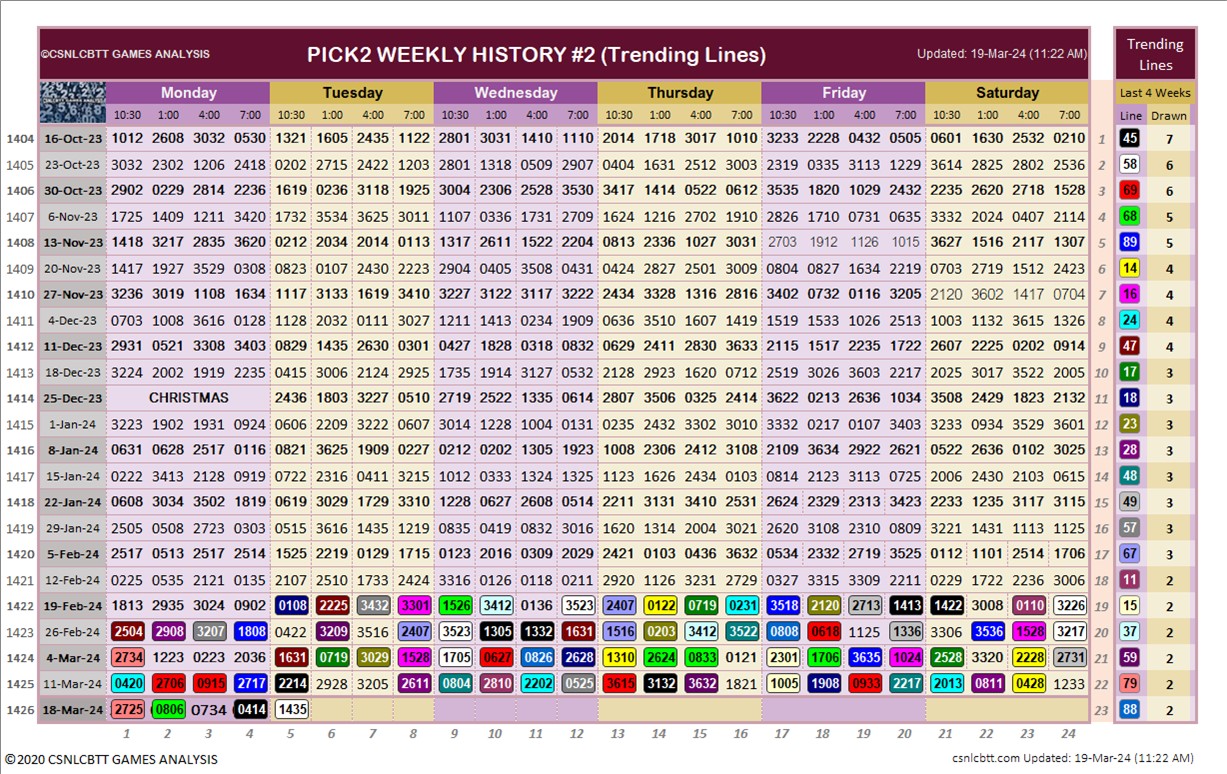 ©CSNLCBTT GAMES ANALYSIS PICK2 WEEKLY HISTORY #2 (Trending Lines) Updated: 19-Mar-24 (11:22 AM) Trending Lines
Monday Tuesday Wednesday Thursday Friday Saturday Last 4 Weeks
10:30 1:00 4:00 7:00 10:30 1:00 4:00 7:00 10:30 1:00 4:00 7:00 10:30 1:00 4:00 7:00 10:30 1:00 4:00 7:00 10:30 1:00 4:00 7:00 Line Drawn
1404 16-Oct-23 1012 2608 3032 0530 1321 1605 2435 1122 2801 3031 1410 1110 2014 1718 3017 1010 3233 2228 0432 0505 0601 1630 2532 0210 1 45 7
1405 23-Oct-23 3032 2302 1206 2418 0202 2715 2422 1203 2801 1318 0509 2907 0404 1631 2512 3003 2319 0335 3113 1229 3614 2825 2802 2536 2 58 6
1406 30-Oct-23 2902 0229 2814 2236 1619 0236 3118 1925 3004 2306 2528 3530 3417 1414 0522 0612 3535 1820 1029 2432 2235 2620 2718 1528 3 69 6
1407 6-Nov-23 1725 1409 1211 3420 1732 3534 3625 3011 1107 0336 1731 2709 1624 1216 2702 1910 2826 1710 0731 0635 3332 2024 0407 2114 4 68 5
1408 13-Nov-23 1418 3217 2835 3620 0212 2034 2014 0113 1317 2611 1522 2204 0813 2336 1027 3031 2703 1912 1126 1015 3627 1516 2117 1307 5 89 5
1409 20-Nov-23 1417 1927 3529 0308 0823 0107 2430 2223 2904 0405 3508 0431 0424 2827 2501 3009 0804 0827 1634 2219 0703 2719 1512 2423 6 14 4
1410 27-Nov-23 3236 3019 1108 1634 1117 3133 1619 3410 3227 3122 3117 3222 2434 3328 1316 2816 3402 0732 0116 3205 2120 3602 1417 0704 7 16 4
1411 4-Dec-23 0703 1008 3616 0128 1128 2032 0111 3027 1211 1413 0234 1909 0636 3510 1607 1419 1519 1533 1026 2513 1003 1132 3615 1326 8 24 4
1412 11-Dec-23 2931 0521 3308 3403 0829 1435 2630 0301 0427 1828 0318 0832 0629 2411 2830 3633 2115 1517 2235 1722 2607 2225 0202 0914 9 47 4
1413 18-Dec-23 3224 2002 1919 2235 0415 3006 2124 2925 1735 1914 3127 0532 2128 2923 1620 0712 2519 3026 3603 2217 2025 3017 3522 2005 10 17 3
1414 25-Dec-23 CHRISTMAS 2436 1803 3227 0510 2719 2522 1335 0614 2807 3506 0325 2414 3622 0213 2636 1034 3508 2429 1823 2132 11 18 3
1415 1-Jan-24 3223 1902 1931 0924 0606 2209 3222 0607 3014 1228 1004 0131 0235 2432 3302 3010 3332 0217 0107 3403 3233 0934 3529 3601 12 23 3
1416 8-Jan-24 0631 0628 2517 0116 0821 3625 1909 0227 0212 0202 1305 1923 1008 2306 2412 3108 2109 3634 2922 2621 0522 2636 0102 3025 13 28 3
1417 15-Jan-24 0222 3413 2128 0919 0722 2316 0411 3213 1012 0333 1324 1325 1123 1626 2434 0103 0814 2123 3113 0725 2006 2430 2103 0615 14 48 3
1418 22-Jan-24 0608 3034 3502 1819 0619 3029 1729 3310 1228 0627 2608 0514 2211 3131 3410 2531 2624 2329 2313 3423 2233 1235 3117 3115 15 49 3
1419 29-Jan-24 2505 0508 2723 0303 0515 3616 1435 1219 0835 0419 0832 3016 1620 1314 2004 3021 2620 3108 2310 0809 3221 1431 3113 1125 16 57 3
1420 5-Feb-24 2517 0513 2517 2514 1525 2219 0129 1715 0123 2016 0309 2029 2421 0103 0436 3632 0534 2332 2719 3525 0112 1101 2514 1706 17 67 3
1421 12-Feb-24 0225 0535 2121 0135 2107 2510 1733 2424 3316 0126 0118 0211 2920 1126 3231 2729 0327 3315 3309 2211 0229 1722 2236 3006 18 11 2
1422 19-Feb-24 1813 2935 3024 0902 0108 2225 3432 3301 1526 3412 0136 3523 2407 0122 0719 0231 3518 2120 2713 1413 1422 3008 0110 3226 19 15 2
1423 26-Feb-24 2504 2908 3207 1808 0422 3209 3516 2407 3523 1305 1332 1631 1516 0203 3412 3522 0808 0618 1125 1336 3306 3536 1528 3217 20 37 2
1424 4-Mar-24 2734 1223 0223 2036 1631 0719 3029 1528 1705 0627 0826 2628 1310 2624 0833 0121 2301 1706 3635 1024 2528 3320 2228 2731 21 59 2
1425 11-Mar-24 0420 2706 0915 2717 2214 2928 3205 2611 0804 2810 2202 0525 3615 3132 3632 1821 1005 1908 0933 2217 2013 0811 0428 1233 22 79 2
1426 18-Mar-24 2725 0806 0734 0414 1435 23 88 2
1 2 3 4 5 6 7 8 9 10 11 12 13 14 15 16 17 18 19 20 21 22 23 24
©2020 CSNLCBTT GAMES ANALYSIS csnlcbtt.com Updated: 19-Mar-24 (11:22 AM)